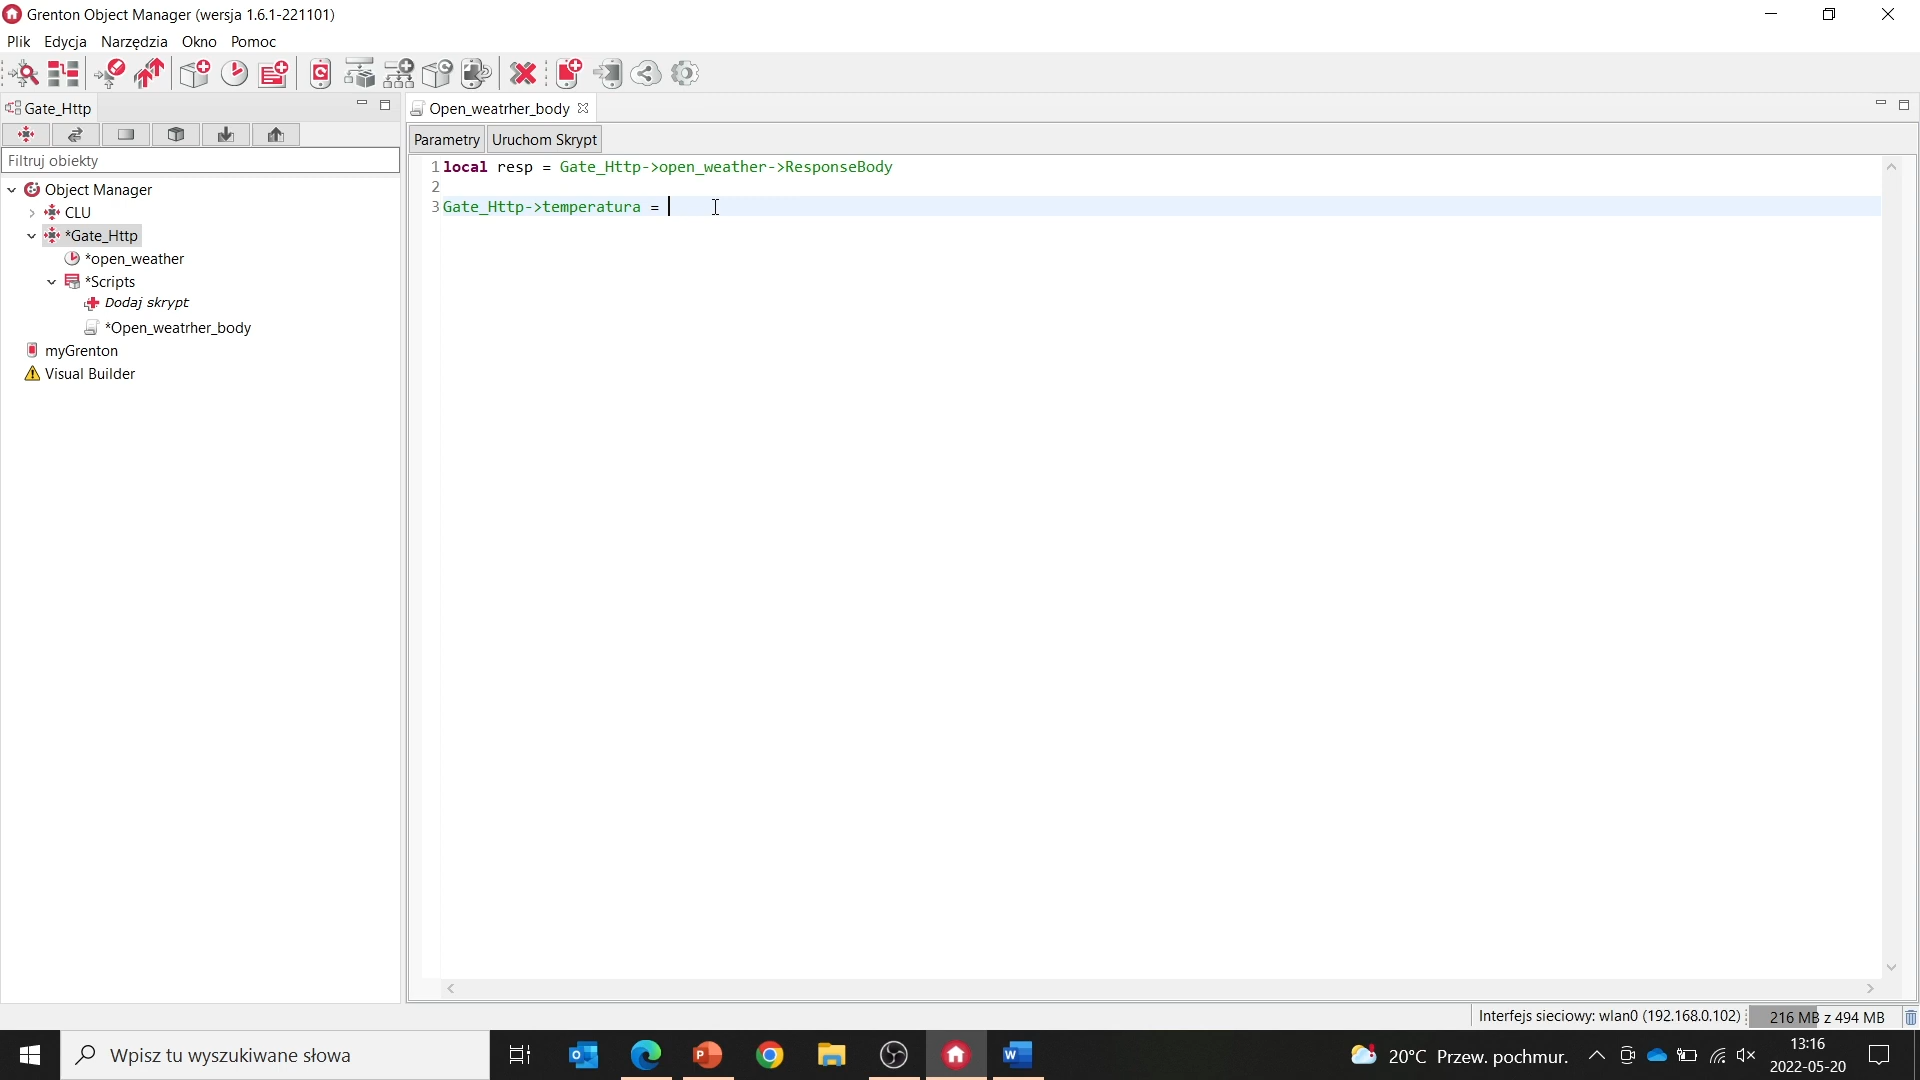 Grenton Object Manager (wersja 1.6.1-221101)
Plik Edycja Narzędzia Okno Pomoc
Gate_Http
Filtruj obiekty
Object Manager
CLU
*Gate_Http
*open_weather
*Scripts
Dodaj skrypt
*Open_weatrher_body
myGrenton
Visual Builder
Open_weatrher_body
Parametry Uruchom Skrypt
1 local resp = Gate_Http->open_weather->ResponseBody
2
3 Gate_Http->temperatura =
Interfejs sieciowy: wlan0 (192.168.0.102) 216 MB z 494 MB
Wpisz tu wyszukiwane słowa
20°C Przew. pochmur.
13:16
2022-05-20